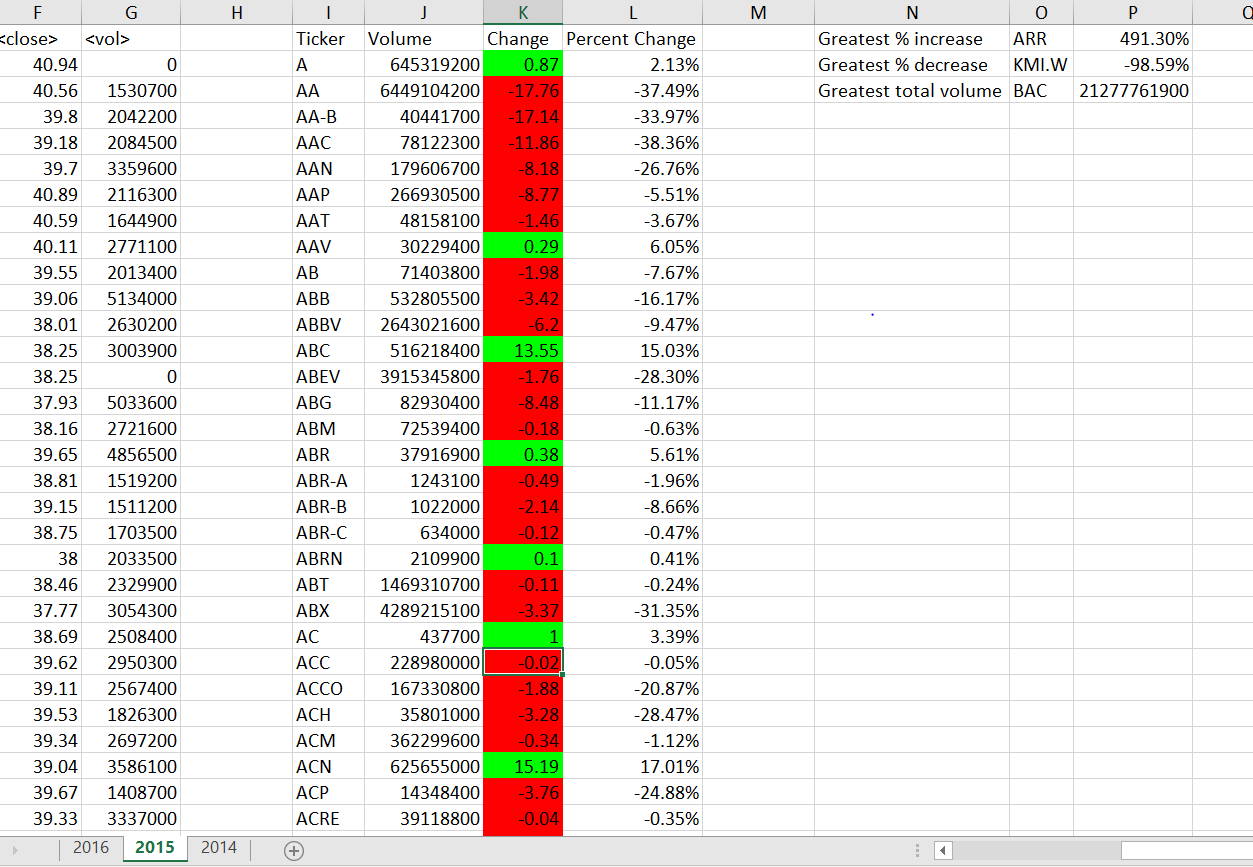 F G H I J K L M N O P Q
<close> <vol> Ticker Volume Change Percent Change Greatest % increase ARR 491.30%
40.94 0 A 645319200 0.87 2.13% Greatest % decrease KMI.W -98.59%
40.56 1530700 AA 6449104200 -17.76 -37.49% Greatest total volume BAC 21277761900
39.8 2042200 AA-B 40441700 -17.14 -33.97%
39.18 2084500 AAC 78122300 -11.86 -38.36%
39.7 3359600 AAN 179606700 -8.18 -26.76%
40.89 2116300 AAP 266930500 -8.77 -5.51%
40.59 1644900 AAT 48158100 -1.46 -3.67%
40.11 2771100 AAV 30229400 0.29 6.05%
39.55 2013400 AB 71403800 -1.98 -7.67%
39.06 5134000 ABB 532805500 -3.42 -16.17%
38.01 2630200 ABBV 2643021600 -6.2 -9.47%
38.25 3003900 ABC 516218400 13.55 15.03%
38.25 0 ABEV 3915345800 -1.76 -28.30%
37.93 5033600 ABG 82930400 -8.48 -11.17%
38.16 2721600 ABM 72539400 -0.18 -0.63%
39.65 4856500 ABR 37916900 0.38 5.61%
38.81 1519200 ABR-A 1243100 -0.49 -1.96%
39.15 1511200 ABR-B 1022000 -2.14 -8.66%
38.75 1703500 ABR-C 634000 -0.12 -0.47%
38 2033500 ABRN 2109900 0.1 0.41%
38.46 2329900 ABT 1469310700 -0.11 -0.24%
37.77 3054300 ABX 4289215100 -3.37 -31.35%
38.69 2508400 AC 437700 1 3.39%
39.62 2950300 ACC 228980000 -0.02 -0.05%
39.11 2567400 ACCO 167330800 -1.88 -20.87%
39.53 1826300 ACH 35801000 -3.28 -28.47%
39.34 2697200 ACM 362299600 -0.34 -1.12%
39.04 3586100 ACN 625655000 15.19 17.01%
39.67 1408700 ACP 14348400 -3.76 -24.88%
39.33 3337000 ACRE 39118800 -0.04 -0.35%
2016 2015 2014